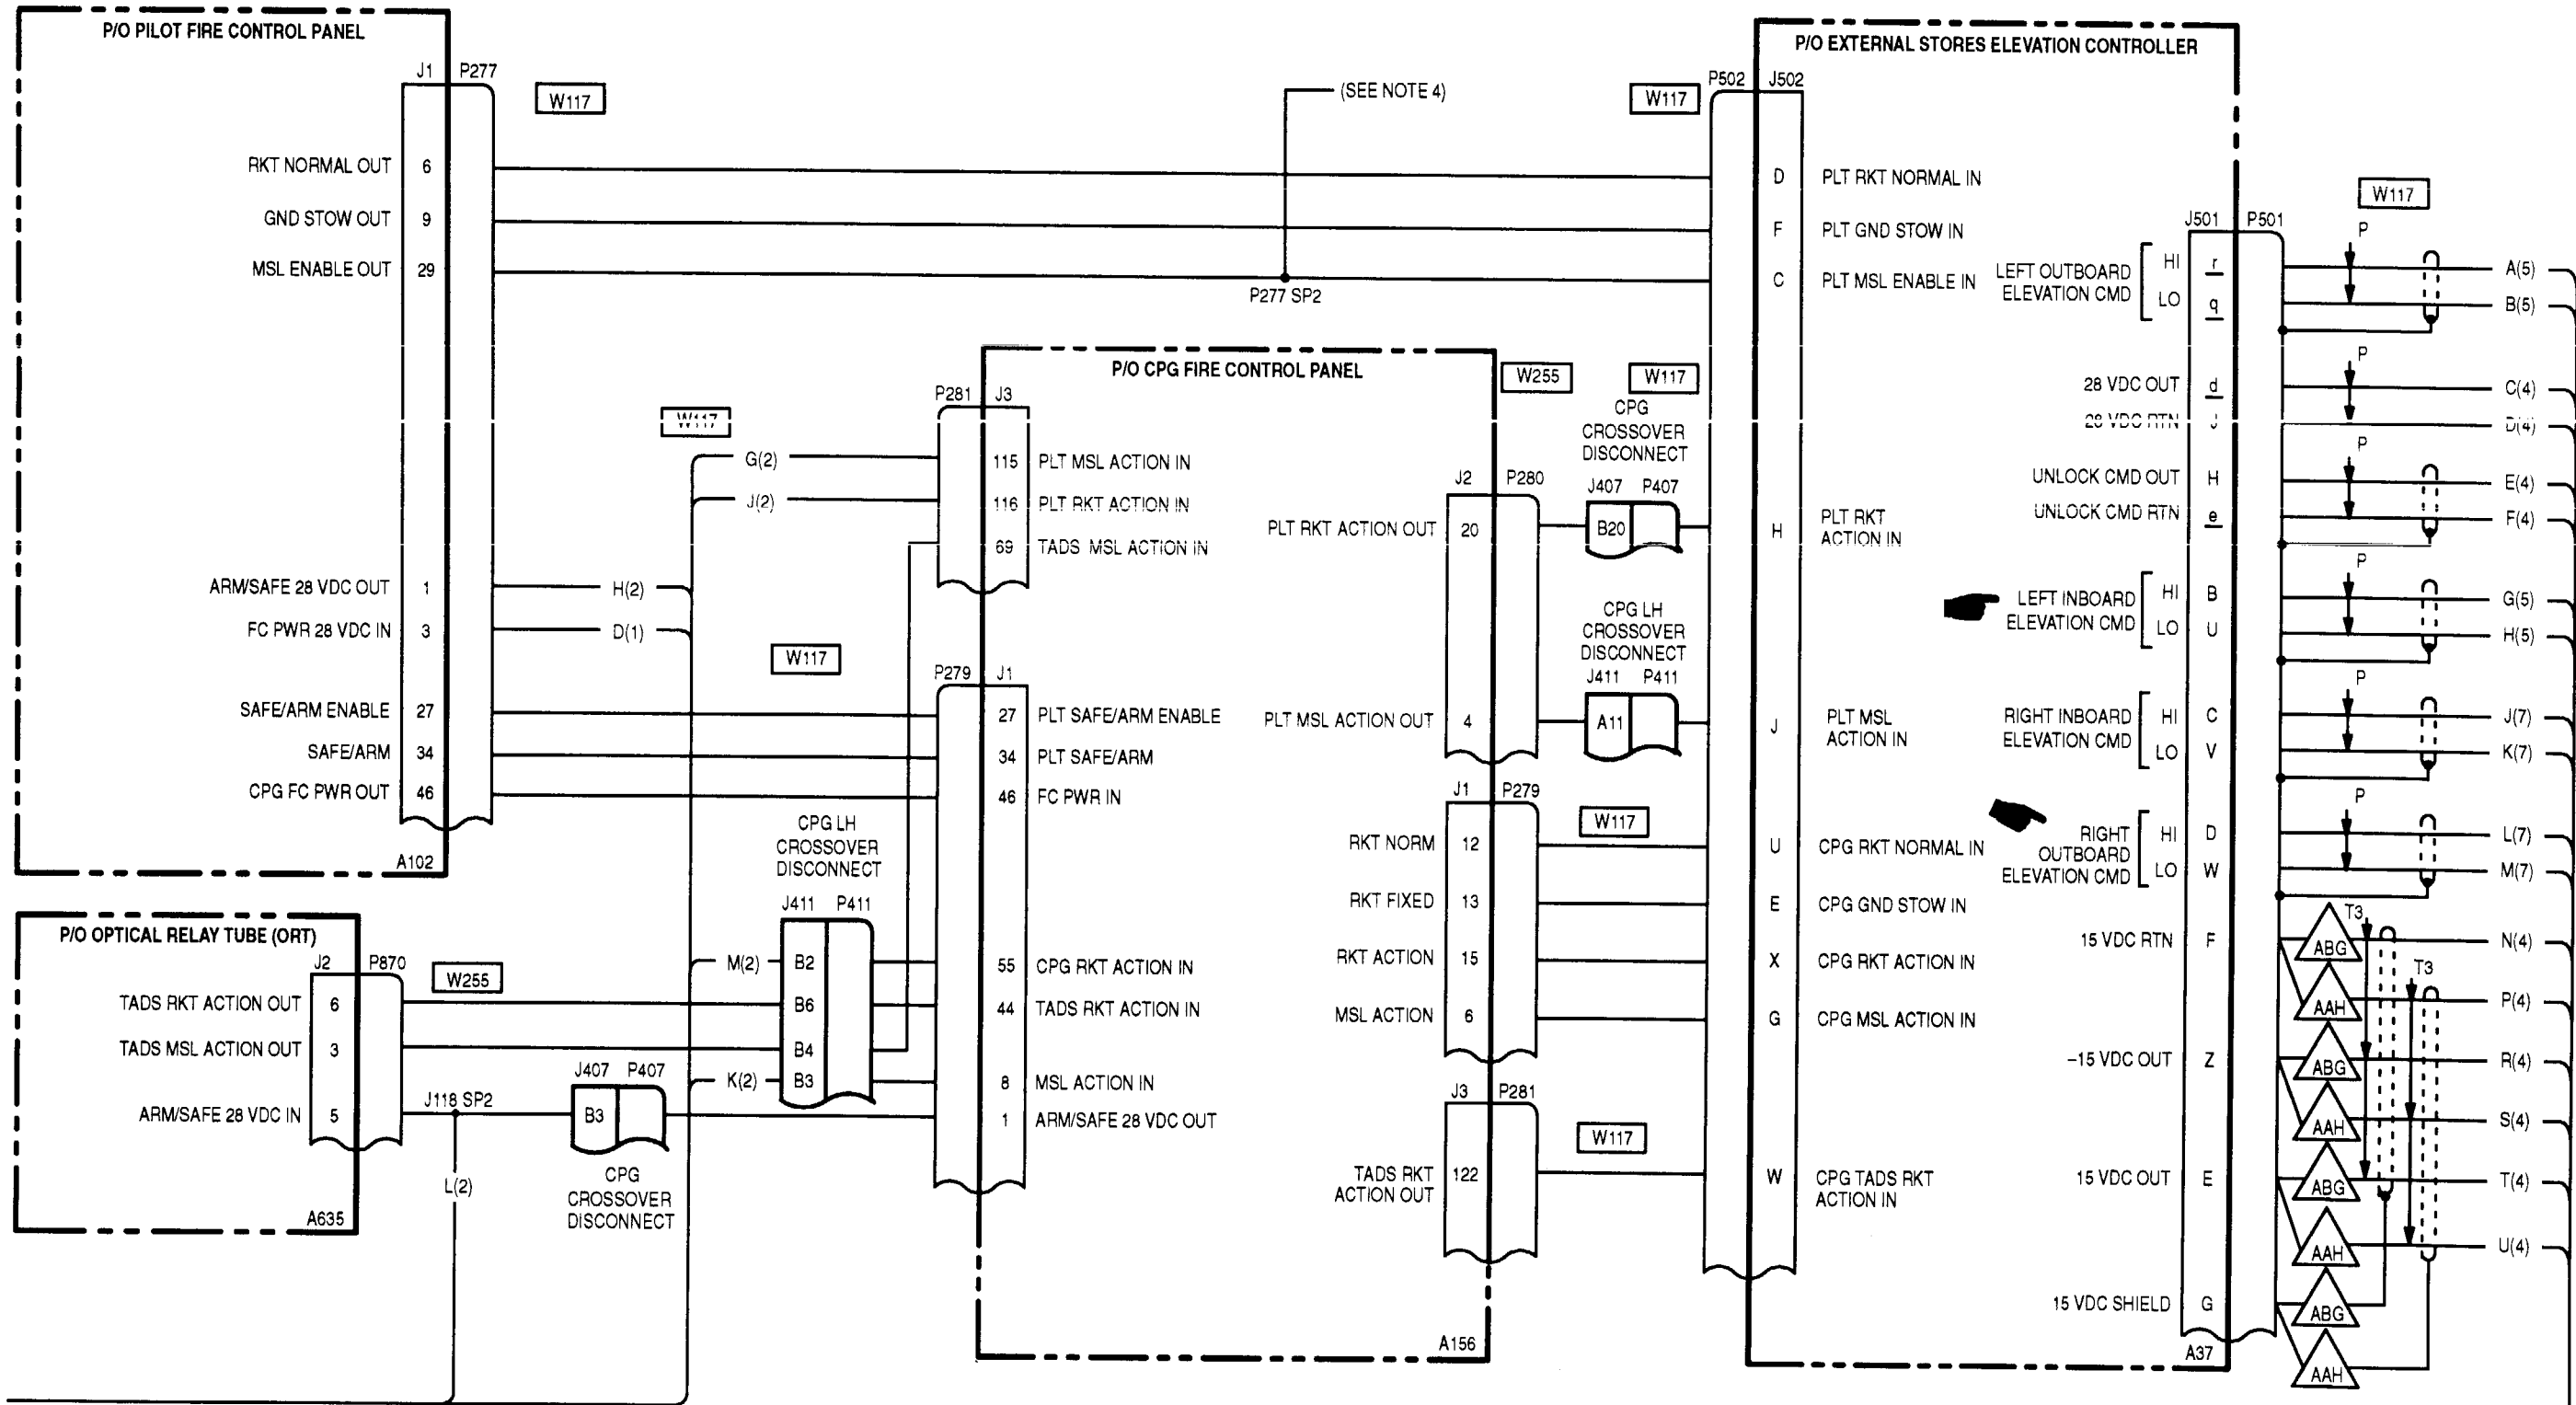 P/O PILOT FIRE CONTROL PANEL
J1 P277
W117
RKT NORMAL OUT 6
GND STOW OUT 9
MSL ENABLE OUT 29
ARM/SAFE 28 VDC OUT 1
H(2)
FC PWR 28 VDC IN 3
D(1)
SAFE/ARM ENABLE 27
SAFE/ARM 34
CPG FC PWR OUT 46
A102
(SEE NOTE 4)
P277 SP2
W117
G(2)
J(2)
W117
P/O OPTICAL RELAY TUBE (ORT)
J2 P870
W255
TADS RKT ACTION OUT 6
TADS MSL ACTION OUT 3
ARM/SAFE 28 VDC IN 5
A635
J118 SP2
L(2)
J407 P407
B3
CPG
CROSSOVER
DISCONNECT
CPG LH
CROSSOVER
DISCONNECT
J411 P411
M(2) B2
B6
B4
K(2) B3
P/O CPG FIRE CONTROL PANEL
P281 J3
115 PLT MSL ACTION IN
116 PLT RKT ACTION IN
69 TADS MSL ACTION IN
P279 J1
27 PLT SAFE/ARM ENABLE
34 PLT SAFE/ARM
46 FC PWR IN
55 CPG RKT ACTION IN
44 TADS RKT ACTION IN
8 MSL ACTION IN
1 ARM/SAFE 28 VDC OUT
J2 P280
PLT RKT ACTION OUT 20
PLT MSL ACTION OUT 4
J1 P279
RKT NORM 12
RKT FIXED 13
RKT ACTION 15
MSL ACTION 6
J3 P281
TADS RKT
ACTION OUT
122
A156
W255
W117
CPG
CROSSOVER
DISCONNECT
J407 P407
B20
CPG LH
CROSSOVER
DISCONNECT
J411 P411
A11
W117
W117
W117
P/O EXTERNAL STORES ELEVATION CONTROLLER
P502 J502
D PLT RKT NORMAL IN
F PLT GND STOW IN
C PLT MSL ENABLE IN
H PLT RKT
ACTION IN
J PLT MSL
ACTION IN
U CPG RKT NORMAL IN
E CPG GND STOW IN
X CPG RKT ACTION IN
G CPG MSL ACTION IN
W CPG TADS RKT
ACTION IN
J501 P501
W117
LEFT OUTBOARD
ELEVATION CMD
HI r
LO q
P
A(5)
B(5)
28 VDC OUT d
28 VDC RTN J
P
C(4)
D(4)
UNLOCK CMD OUT H
UNLOCK CMD RTN e
P
E(4)
F(4)
LEFT INBOARD
ELEVATION CMD
HI B
LO U
P
G(5)
H(5)
RIGHT INBOARD
ELEVATION CMD
HI C
LO V
P
J(7)
K(7)
RIGHT
OUTBOARD
ELEVATION CMD
HI D
LO W
P
L(7)
M(7)
15 VDC RTN F
ABG T3 N(4)
AAH T3 P(4)
-15 VDC OUT Z
ABG R(4)
AAH S(4)
15 VDC OUT E
ABG T(4)
AAH U(4)
15 VDC SHIELD G
ABG
AAH
A37